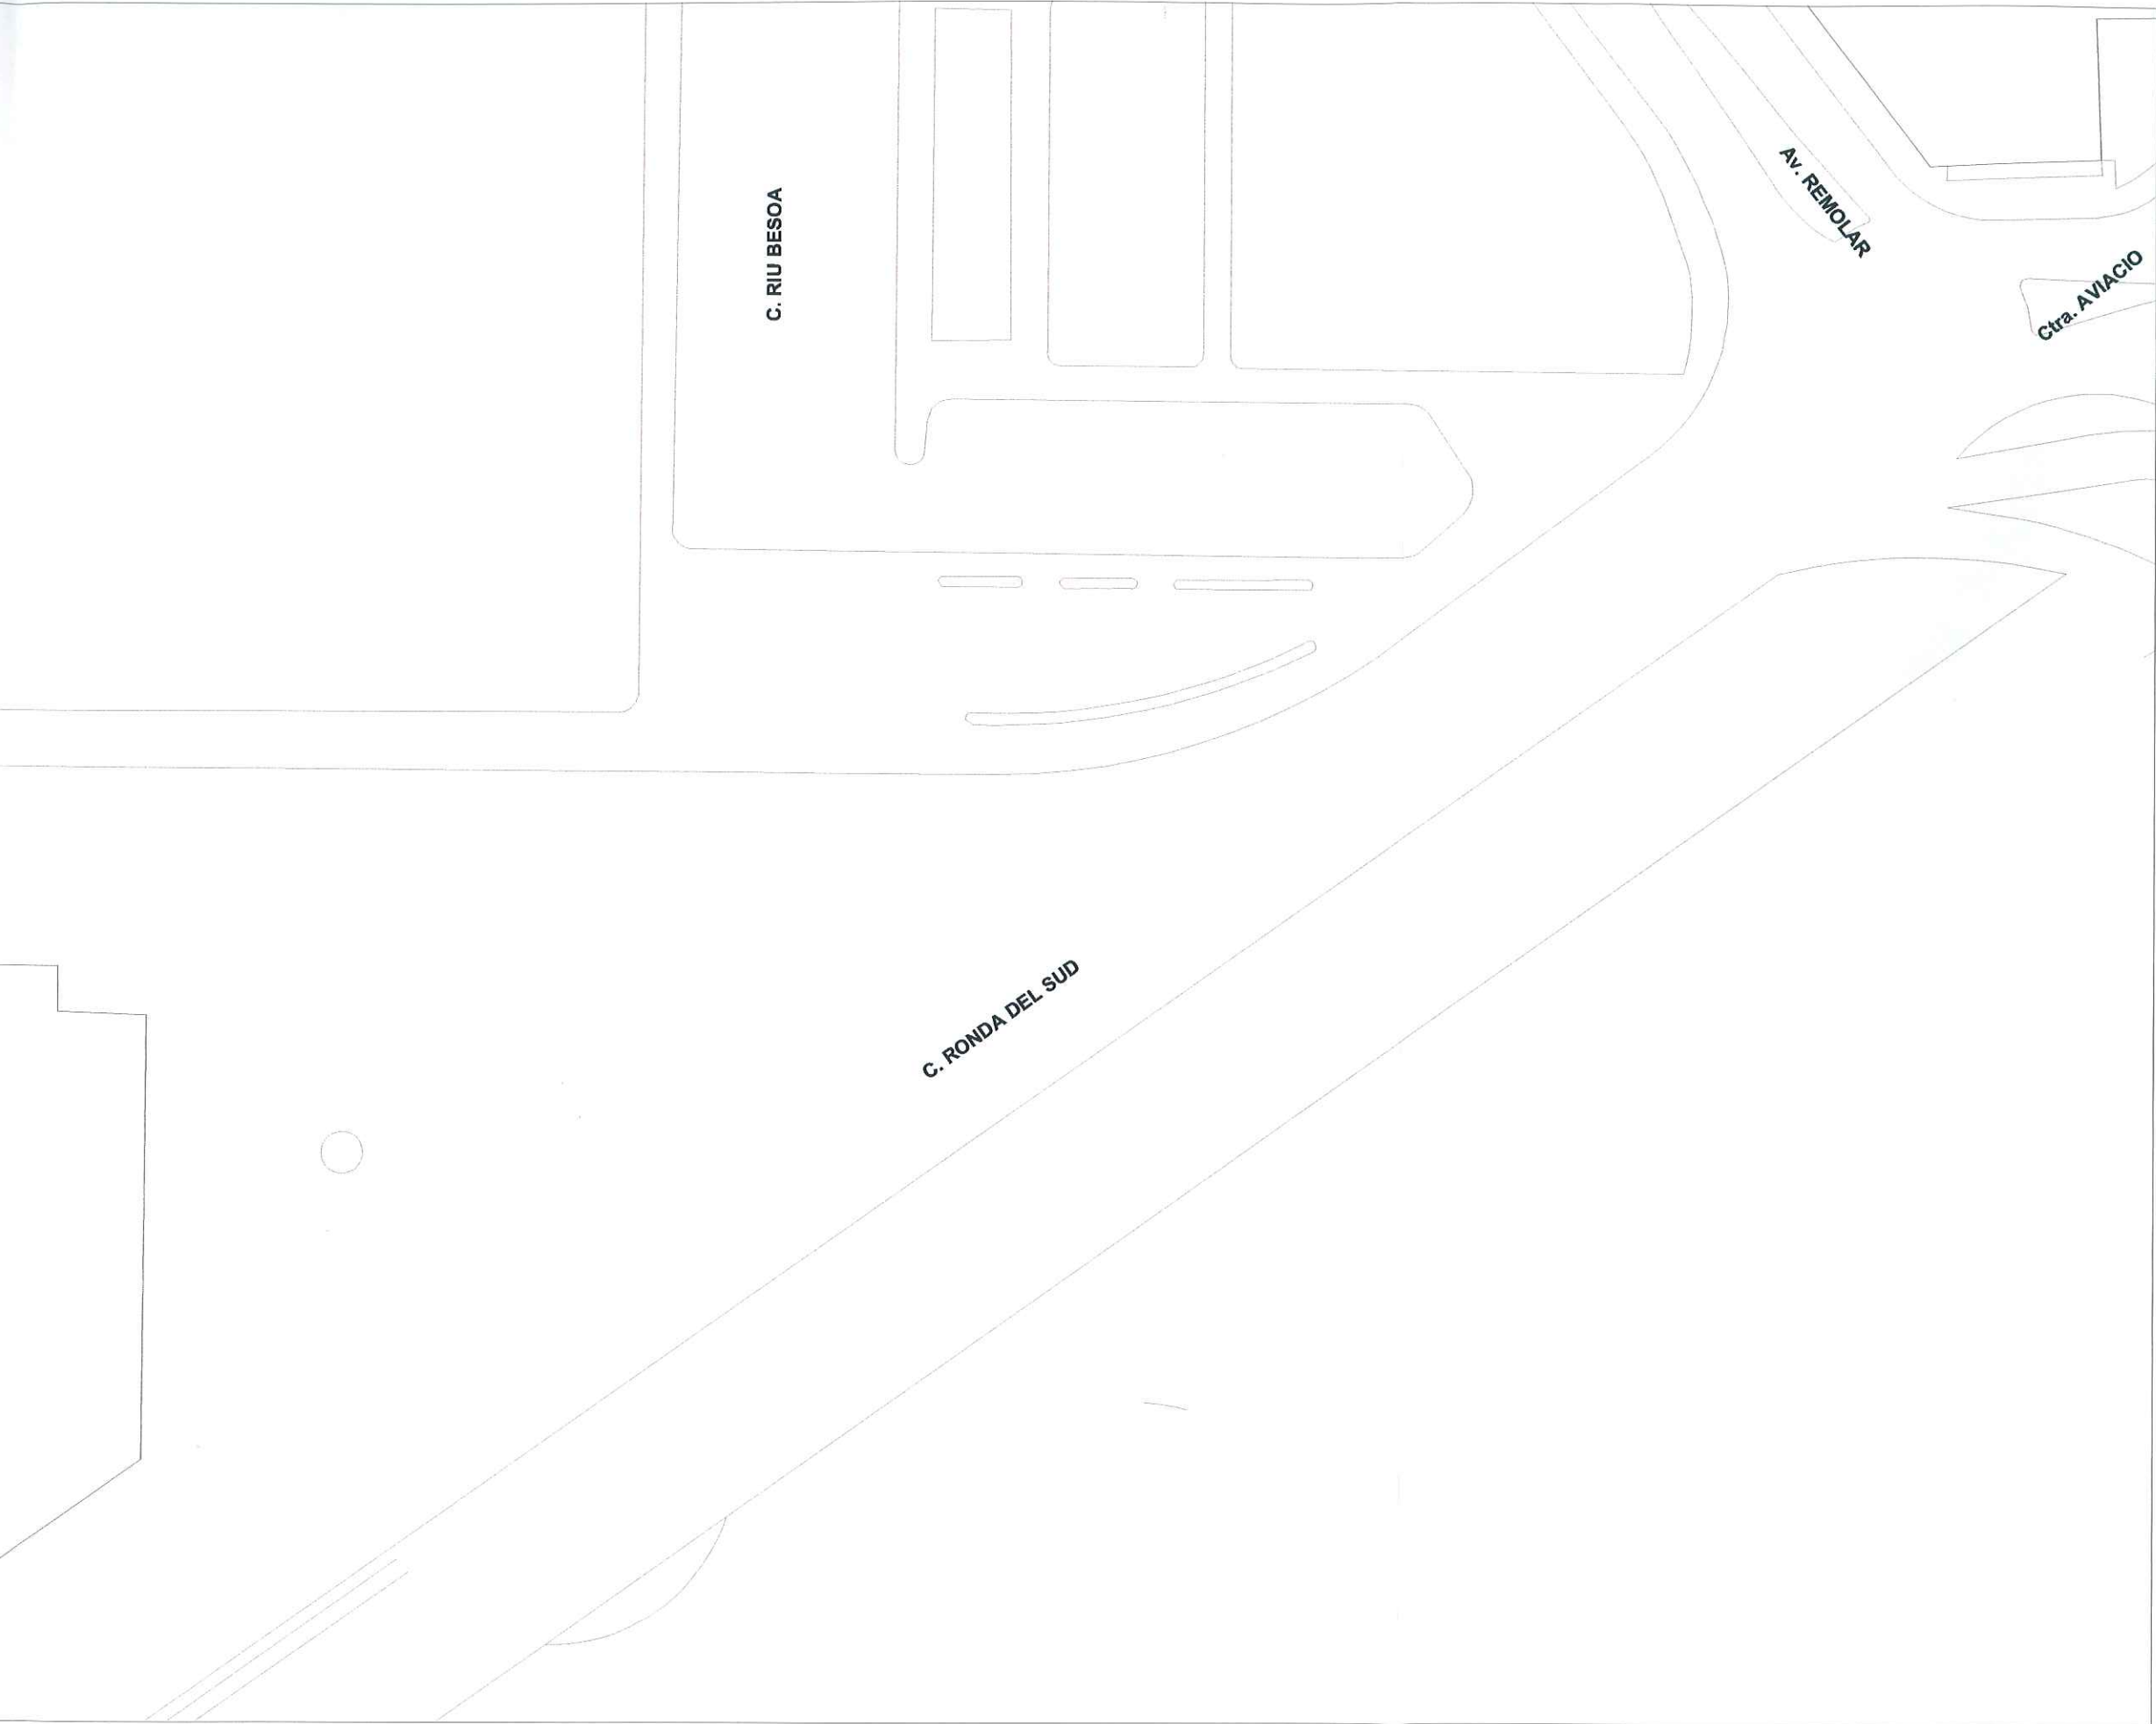 C. RIU BESOA
Av. REMOLAR
Ctra. AVIACIO
C. RONDA DEL SUD